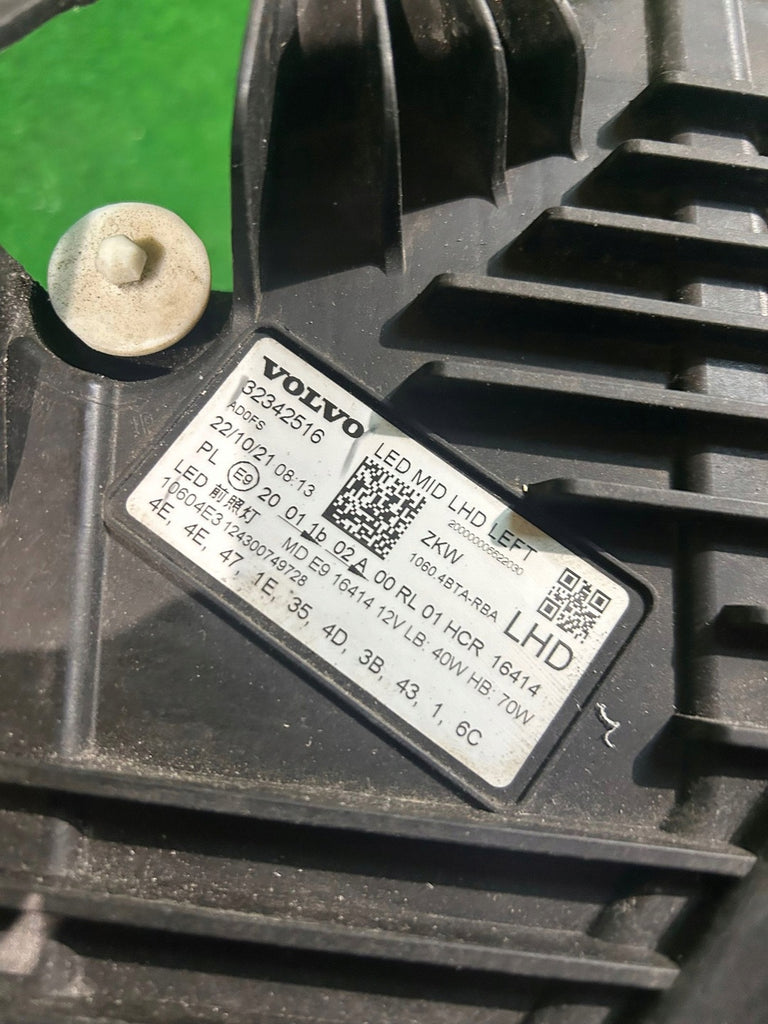 VOLVO
32342516
AD0FS
LED MID LHD LEFT
22/10/21 08:13
ZKW
1060.4BTA-RBA
LHD
PL E9 20 01 1b 02A 00 RL 01 HCR 16414
LED 前照灯 MD E9 16414 12V LB: 40W HB: 70W
10604E3124300749728
4E, 4E, 47, 1E, 35, 4D, 3B, 43, 1, 6C